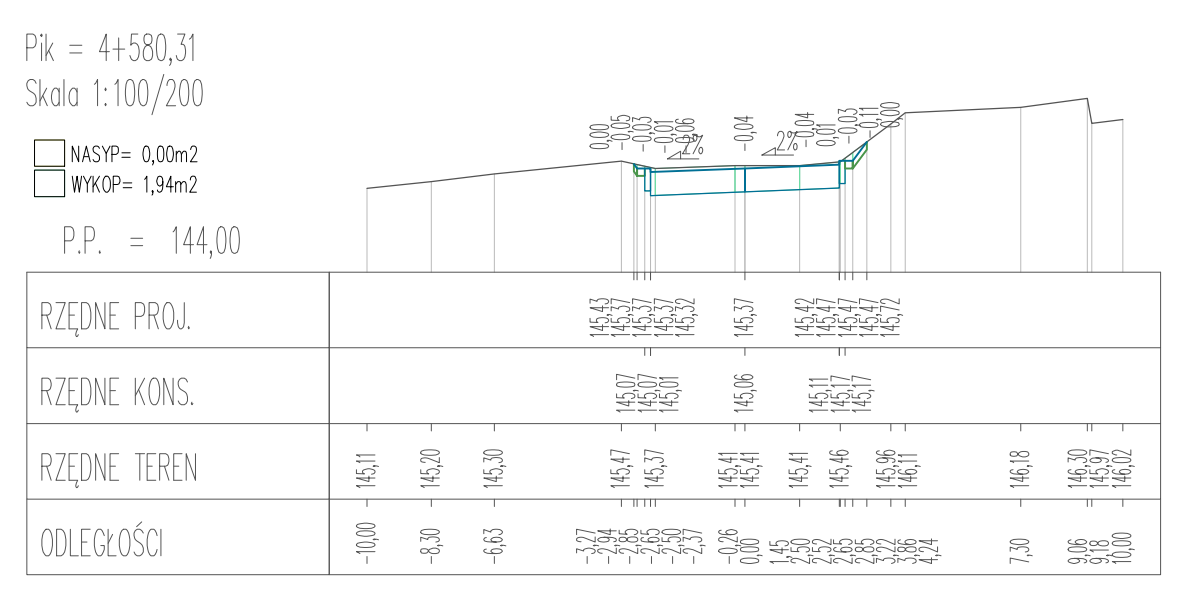 Pik = 4+580,31
Skala 1:100/200
NASYP= 0,00m2
WYKOP= 1,94m2
P.P. = 144,00
0,00 -0,05 -0,03 -0,01 -0,06 -0,04 -0,04 -0,01 -0,03 -0,11 0,00
2% 2%
RZĘDNE PROJ. 145,43 145,37 145,37 145,37 145,32 145,37 145,42 145,47 145,47 145,47 145,72
RZĘDNE KONS. 145,07 145,07 145,01 145,06 145,11 145,17 145,17
RZĘDNE TEREN 145,11 145,20 145,30 145,47 145,37 145,41 145,41 145,41 145,46 145,96 146,11 146,18 146,30 145,97 146,02
ODLEGŁOŚCI -10,00 -8,30 -6,63 -3,27 -2,94 -2,85 -2,65 -2,50 -2,37 -0,26 0,00 1,45 2,50 2,52 2,65 2,85 3,22 3,86 4,24 7,30 9,06 9,18 10,00